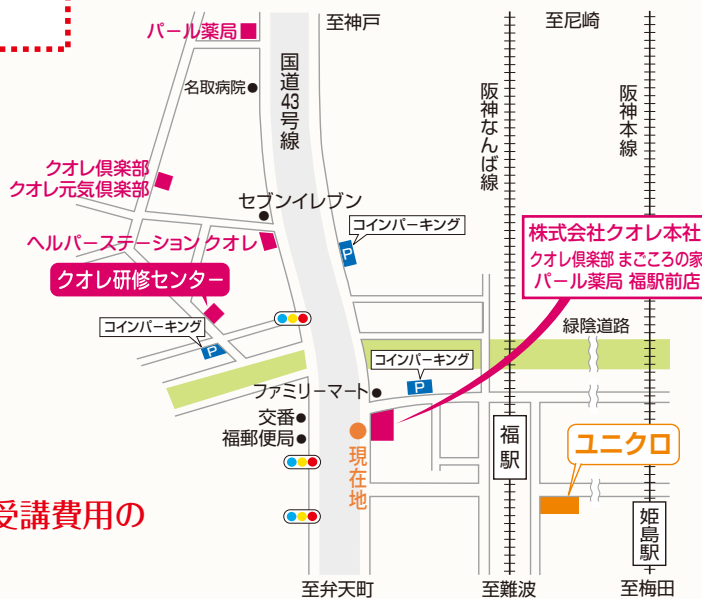 至神戸
至尼崎
パール薬局
国道43号線
名取病院
阪神なんば線
阪神本線
クオレ倶楽部
クオレ元気倶楽部
セブンイレブン
コインパーキング
P
ヘルパーステーション クオレ
株式会社クオレ本社
クオレ倶楽部 まごころの家
パール薬局 福駅前店
クオレ研修センター
コインパーキング
P
緑陰道路
コインパーキング
P
ファミリーマート
交番
福郵便局
現在地
福駅
ユニクロ
受講費用の
姫島駅
至弁天町
至難波
至梅田